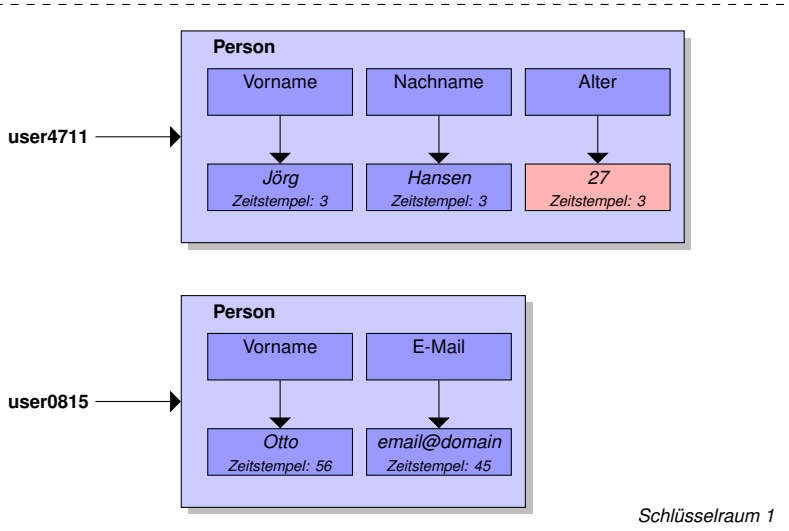 Person
Vorname Nachname Alter
user4711
Jörg Hansen 27
Zeitstempel: 3 Zeitstempel: 3 Zeitstempel: 3
Person
Vorname E-Mail
user0815
Otto email@domain
Zeitstempel: 56 Zeitstempel: 45
Schlüsselraum 1